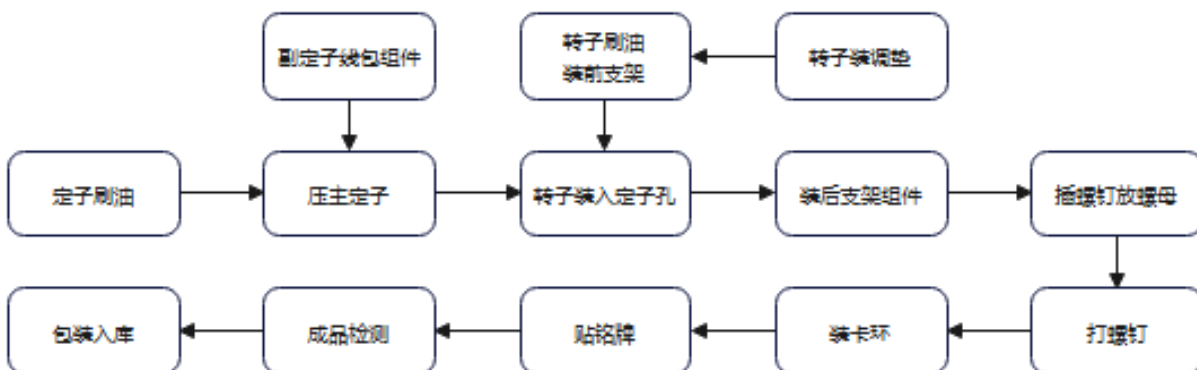 副定子线包组件
转子刷油
装前支架
转子装调垫
定子刷油
压主定子
转子装入定子孔
装后支架组件
插螺钉放螺母
包装入库
成品检测
贴铭牌
装卡环
打螺钉